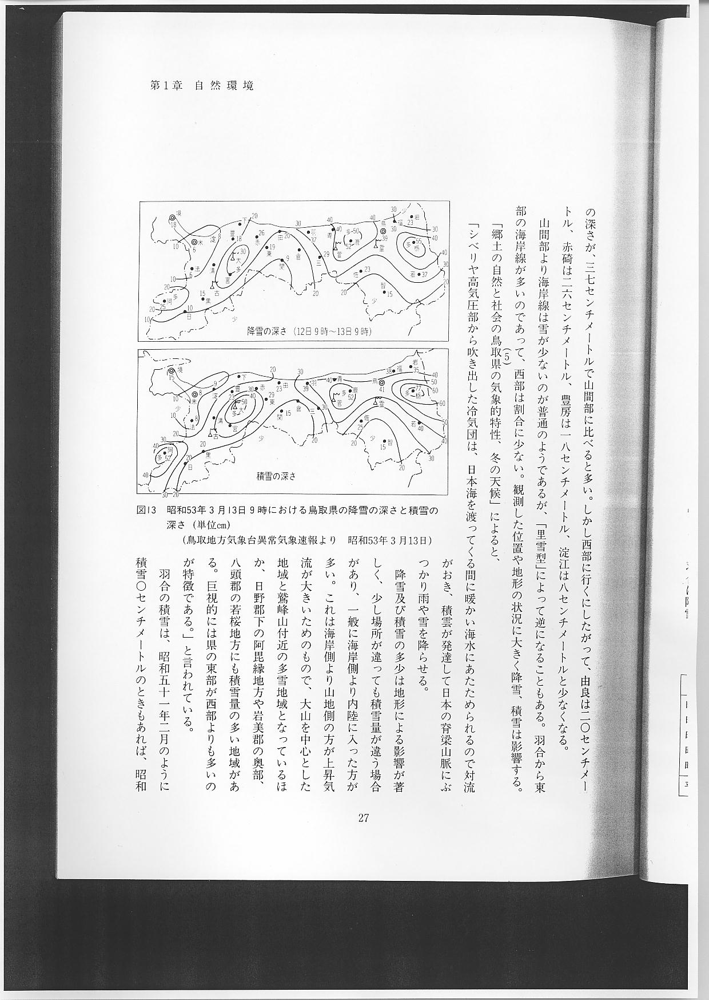 第1章 自然環境
の深さが、三七センチメートルで山間部に比べると多い。しかし西部に行くにしたがって、由良は二〇センチメー
トル、赤碕は二六センチメートル、豊房は一八センチメートル、淀江は八センチメートルと少なくなる。
山間部より海岸線は雪が少ないのが普通のようであるが、「里雪型」によって逆になることもある。羽合から東
部の海岸線が多いのであって、西部は割合に少ない。観測した位置や地形の状況に大きく降雪、積雪は影響する。
「郷土の自然と社会の鳥取県の気象的特性、冬の天候」(5)によると、
「シベリヤ高気圧部から吹き出した冷気団は、日本海を渡ってくる間に暖かい海水にあたためられるので対流
がおき、積雲が発達して日本の脊梁山脈にぶ
つかり雨や雪を降らせる。
降雪及び積雪の多少は地形による影響が著
しく、少し場所が違っても積雪量が違う場合
があり、一般に海岸側より内陸に入った方が
多い。これは海岸側より山地側の方が上昇気
流が大きいためのもので、大山を中心とした
地域と鷲峰山付近の多雪地域となっているほ
か、日野郡下の阿毘縁地方や岩美郡の奥部、
八頭郡の若桜地方にも積雪量の多い地域があ
る。巨視的には県の東部が西部よりも多いの
が特徴である。」と言われている。
羽合の積雪は、昭和五十一年二月のように
積雪〇センチメートルのときもあれば、昭和
降雪の深さ(12日9時〜13日9時)
積雪の深さ
図13 昭和53年3月13日9時における鳥取県の降雪の深さと積雪の
深さ(単位cm)
(鳥取地方気象台異常気象速報より 昭和53年3月13日)
27